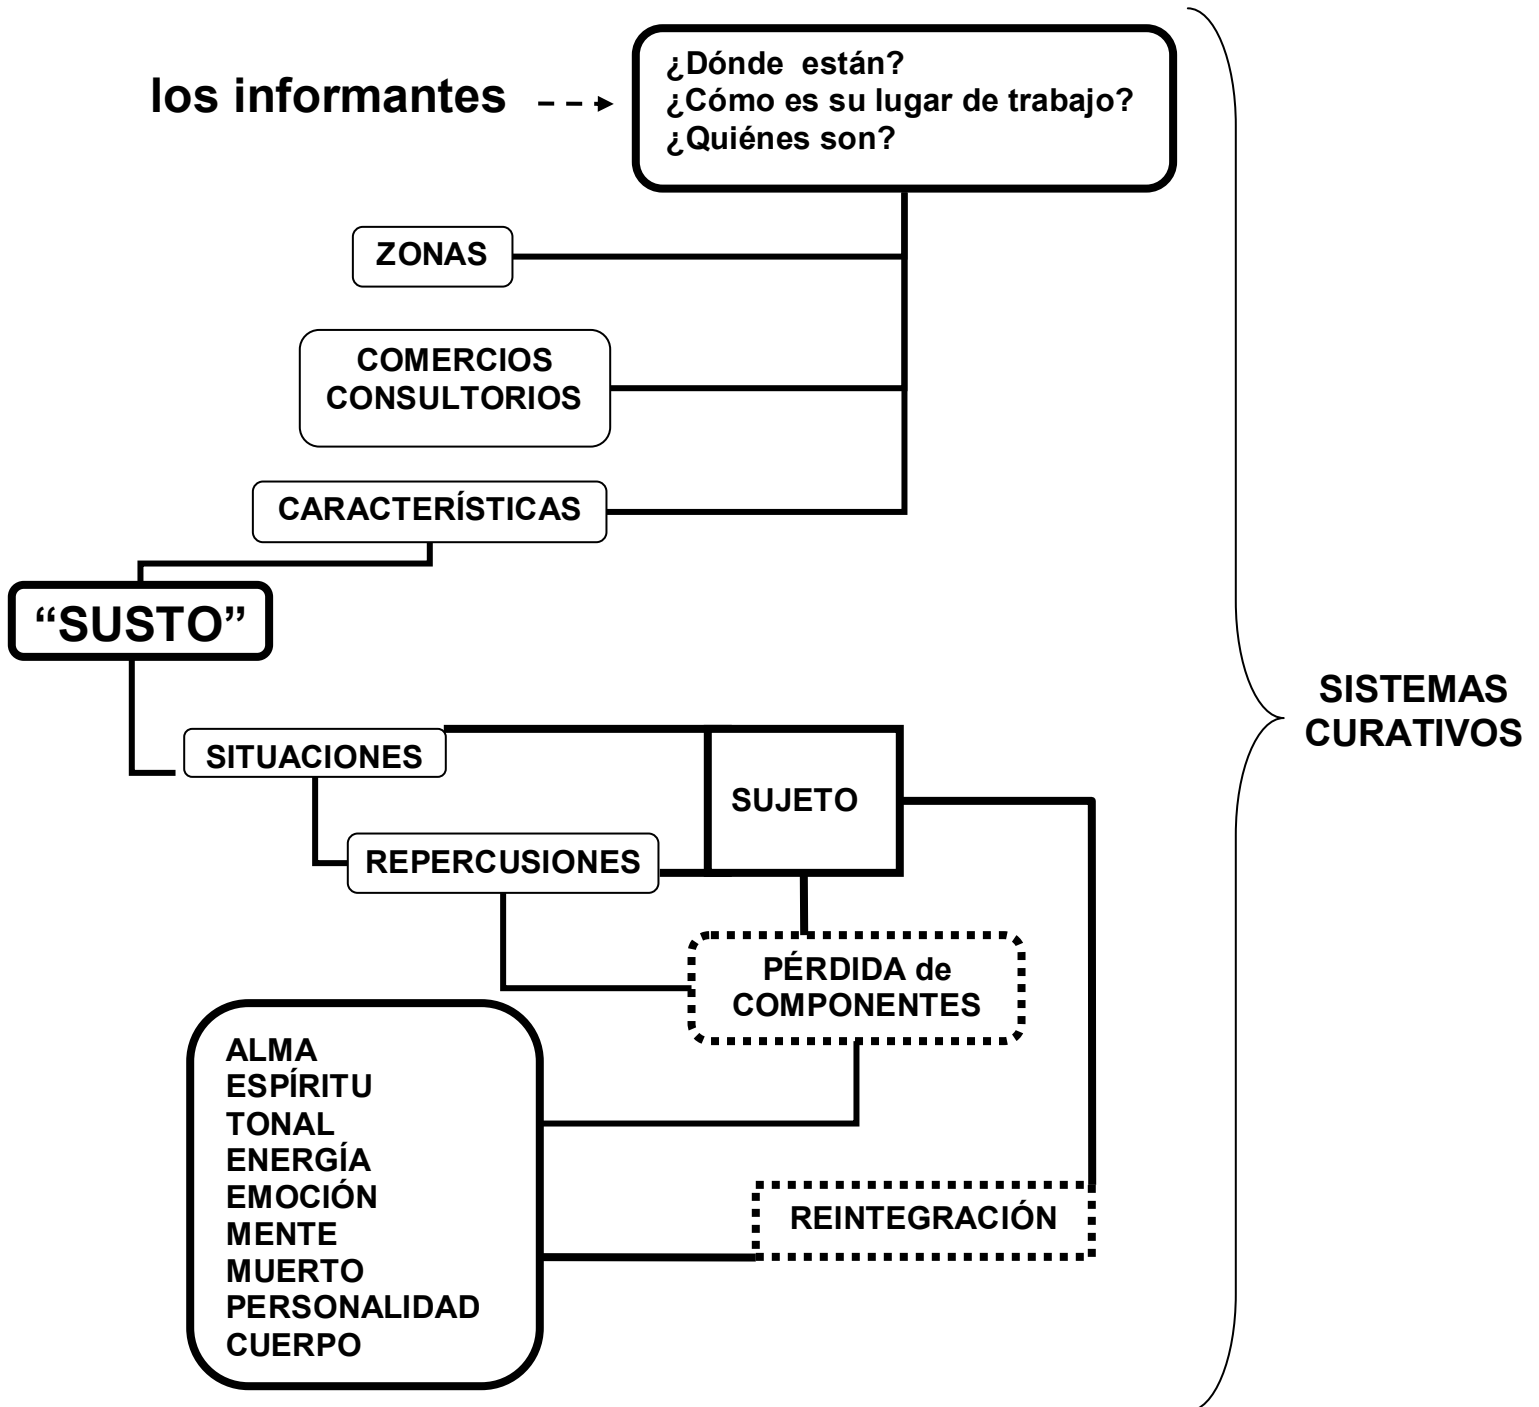 los informantes
¿Dónde están?
¿Cómo es su lugar de trabajo?
¿Quiénes son?
ZONAS
COMERCIOS
CONSULTORIOS
CARACTERÍSTICAS
“SUSTO”
SITUACIONES
SUJETO
REPERCUSIONES
PÉRDIDA de
COMPONENTES
ALMA
ESPÍRITU
TONAL
ENERGÍA
EMOCIÓN
MENTE
MUERTO
PERSONALIDAD
CUERPO
REINTEGRACIÓN
SISTEMAS
CURATIVOS